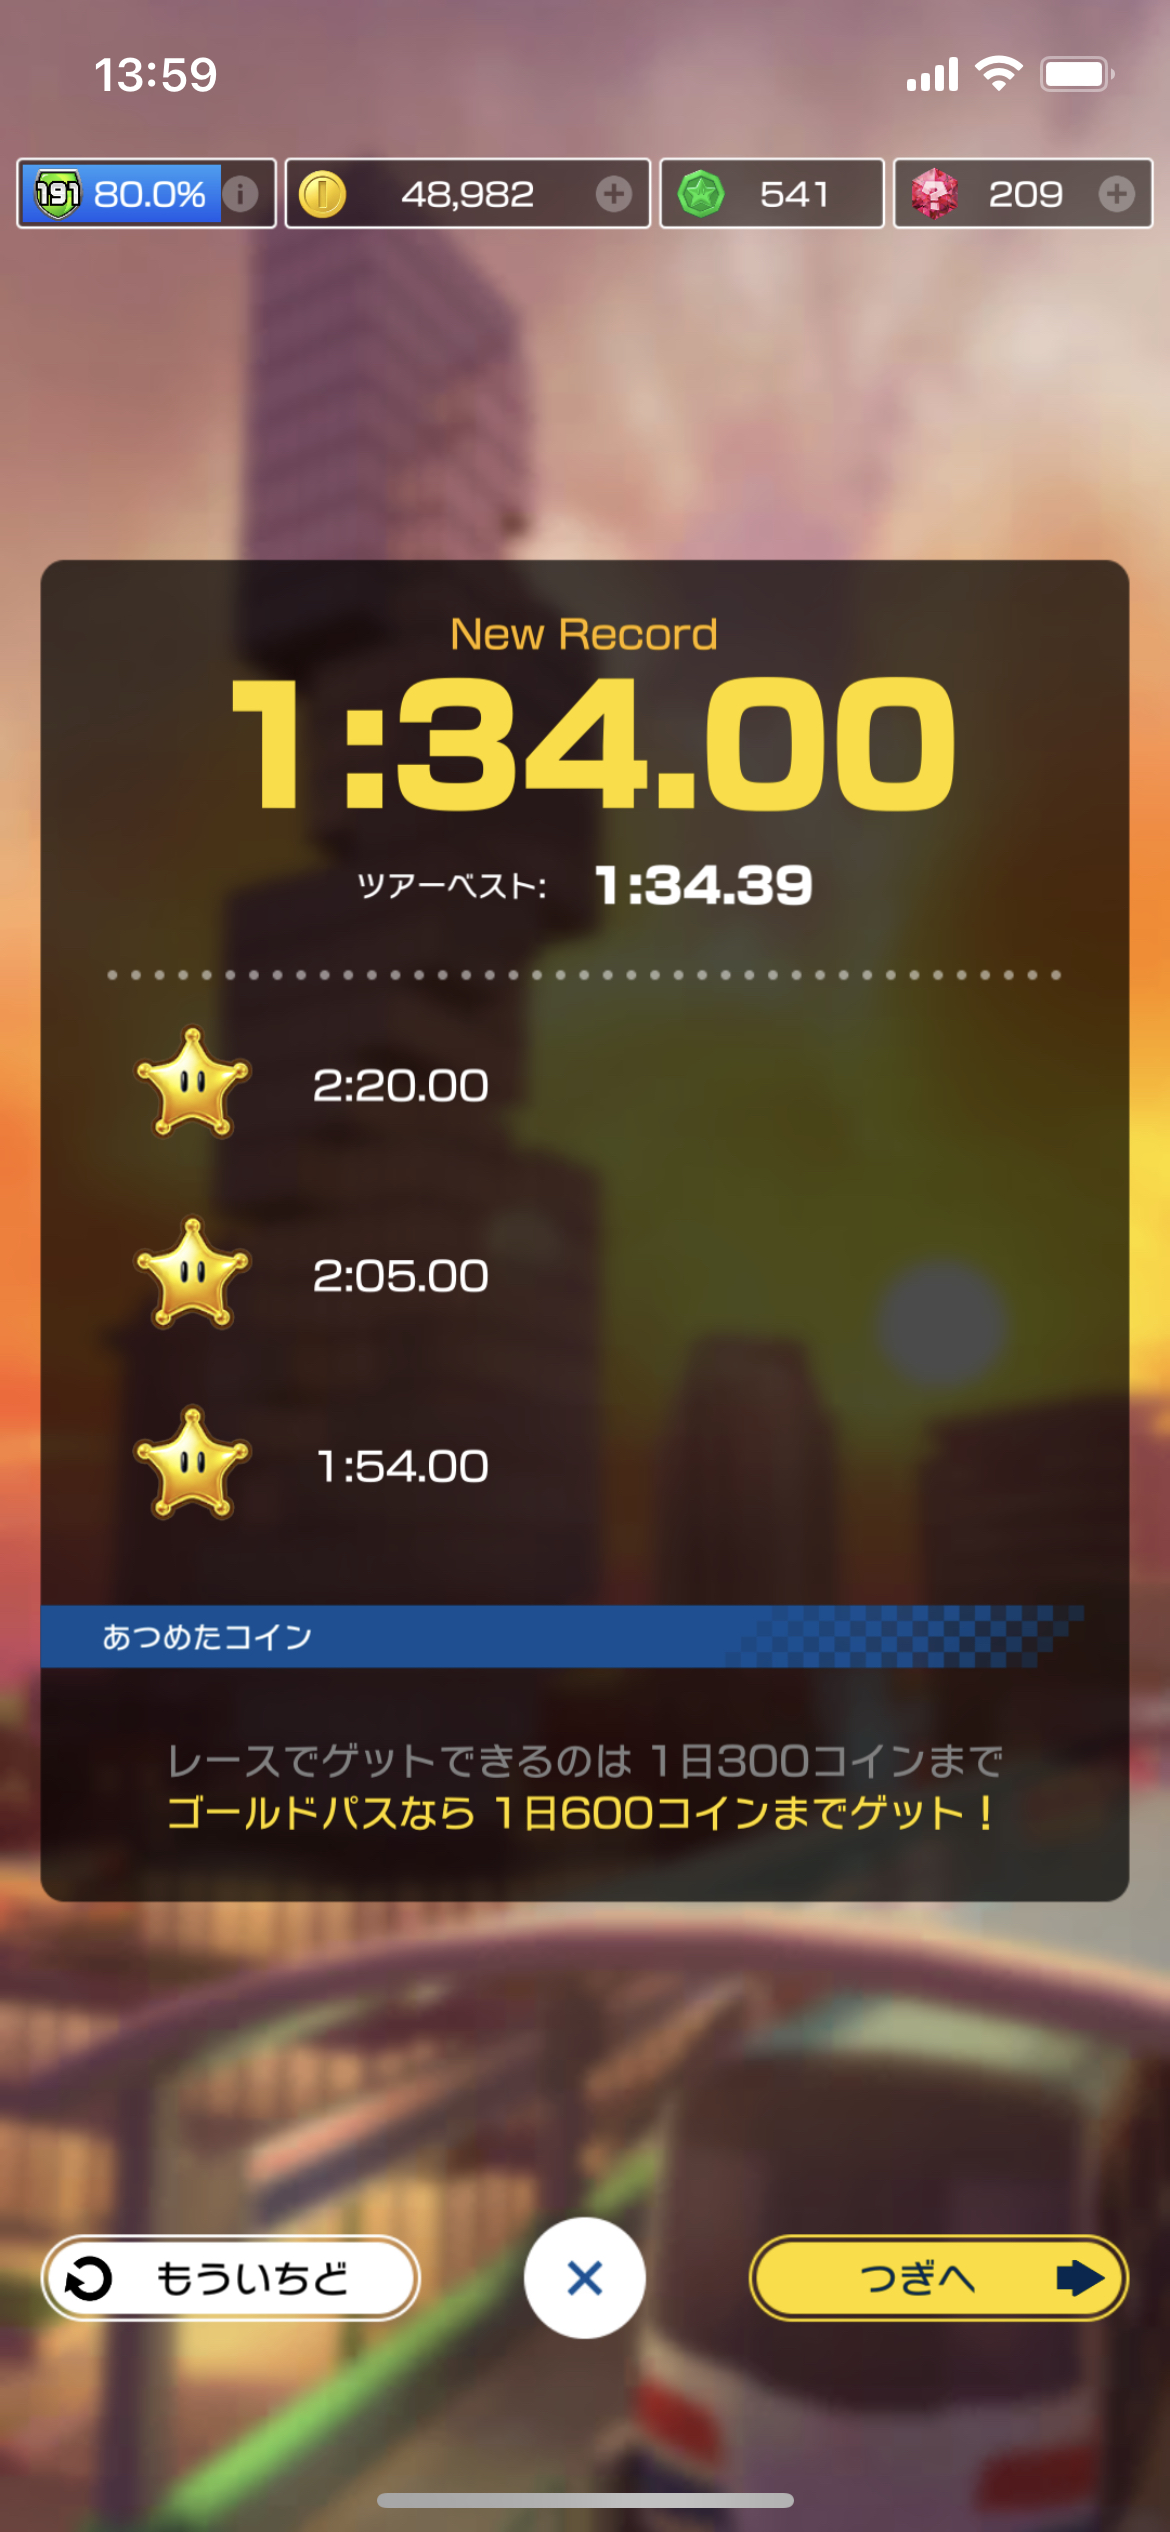 13:59
191 80.0% 48,982 541 209
New Record
1:34.00
ツアーベスト: 1:34.39
2:20.00
2:05.00
1:54.00
あつめたコイン
レースでゲットできるのは 1日300コインまで
ゴールドパスなら 1日600コインまでゲット！
もういちど
つぎへ